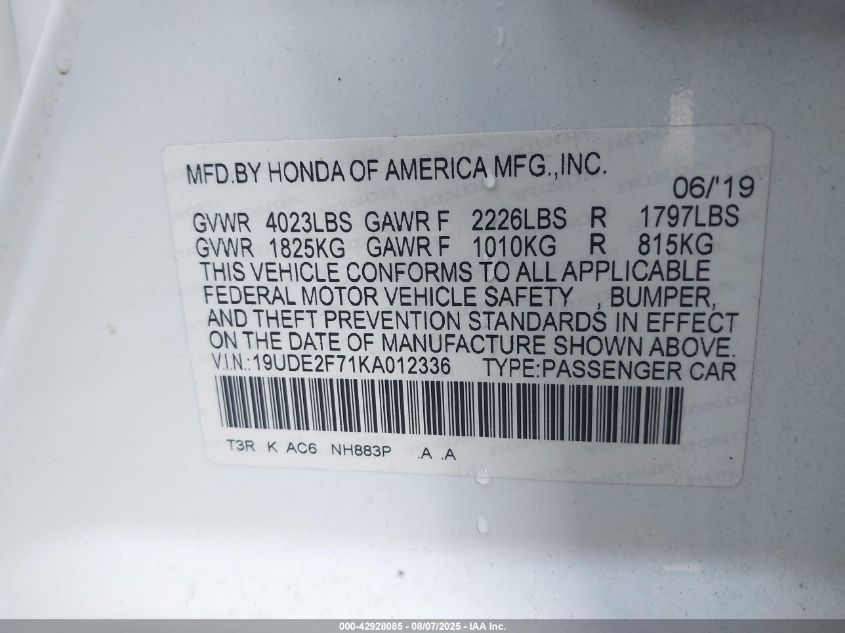 MFD.BY HONDA OF AMERICA MFG.,INC.
06/'19
GVWR 4023LBS GAWR F 2226LBS R 1797LBS
GVWR 1825KG GAWR F 1010KG R 815KG
THIS VEHICLE CONFORMS TO ALL APPLICABLE
FEDERAL MOTOR VEHICLE SAFETY , BUMPER,
AND THEFT PREVENTION STANDARDS IN EFFECT
ON THE DATE OF MANUFACTURE SHOWN ABOVE.
V.I.N.:19UDE2F71KA012336 TYPE:PASSENGER CAR
T3R K AC6 NH883P .A .A
000-42928085 - 08/07/2025 - IAA Inc.